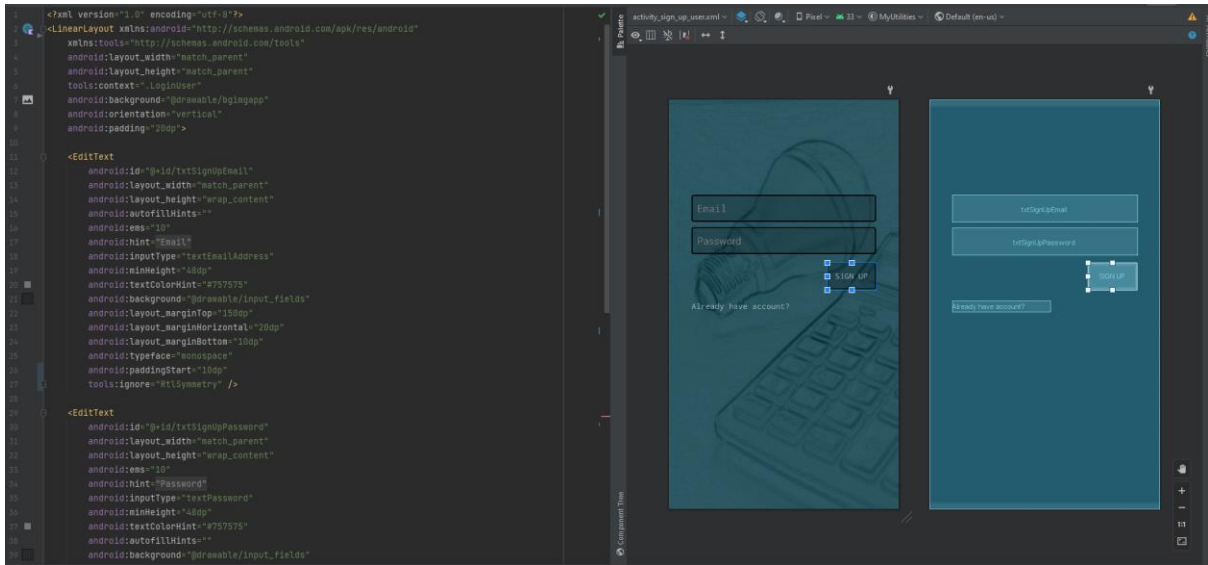 <?xml version="1.0" encoding="utf-8"?>
<LinearLayout xmlns:android="http://schemas.android.com/apk/res/android"
xmlns:tools="http://schemas.android.com/tools"
android:layout_width="match_parent"
android:layout_height="match_parent"
tools:context=".LoginUser"
android:background="@drawable/bgimgapp"
android:orientation="vertical"
android:padding="20dp">
<EditText
android:id="@+id/txtSignUpEmail"
android:layout_width="match_parent"
android:layout_height="wrap_content"
android:autofillHints=""
android:ems="10"
android:hint="Email"
android:inputType="textEmailAddress"
android:minHeight="48dp"
android:textColorHint="#757575"
android:background="@drawable/input_fields"
android:layout_marginTop="150dp"
android:layout_marginHorizontal="20dp"
android:layout_marginBottom="10dp"
android:typeface="monospace"
android:paddingStart="10dp"
tools:ignore="RtlSymmetry" />
<EditText
android:id="@+id/txtSignUpPassword"
android:layout_width="match_parent"
android:layout_height="wrap_content"
android:ems="10"
android:hint="Password"
android:inputType="textPassword"
android:minHeight="48dp"
android:textColorHint="#757575"
android:autofillHints=""
android:background="@drawable/input_fields"
Palette
Component Tree
activity_sign_up_user.xml
Pixel
33
MyUtilities
Default (en-us)
Email
Password
SIGN UP
Already have account?
txtSignUpEmail
txtSignUpPassword
SIGN UP
Already have account?
1:1